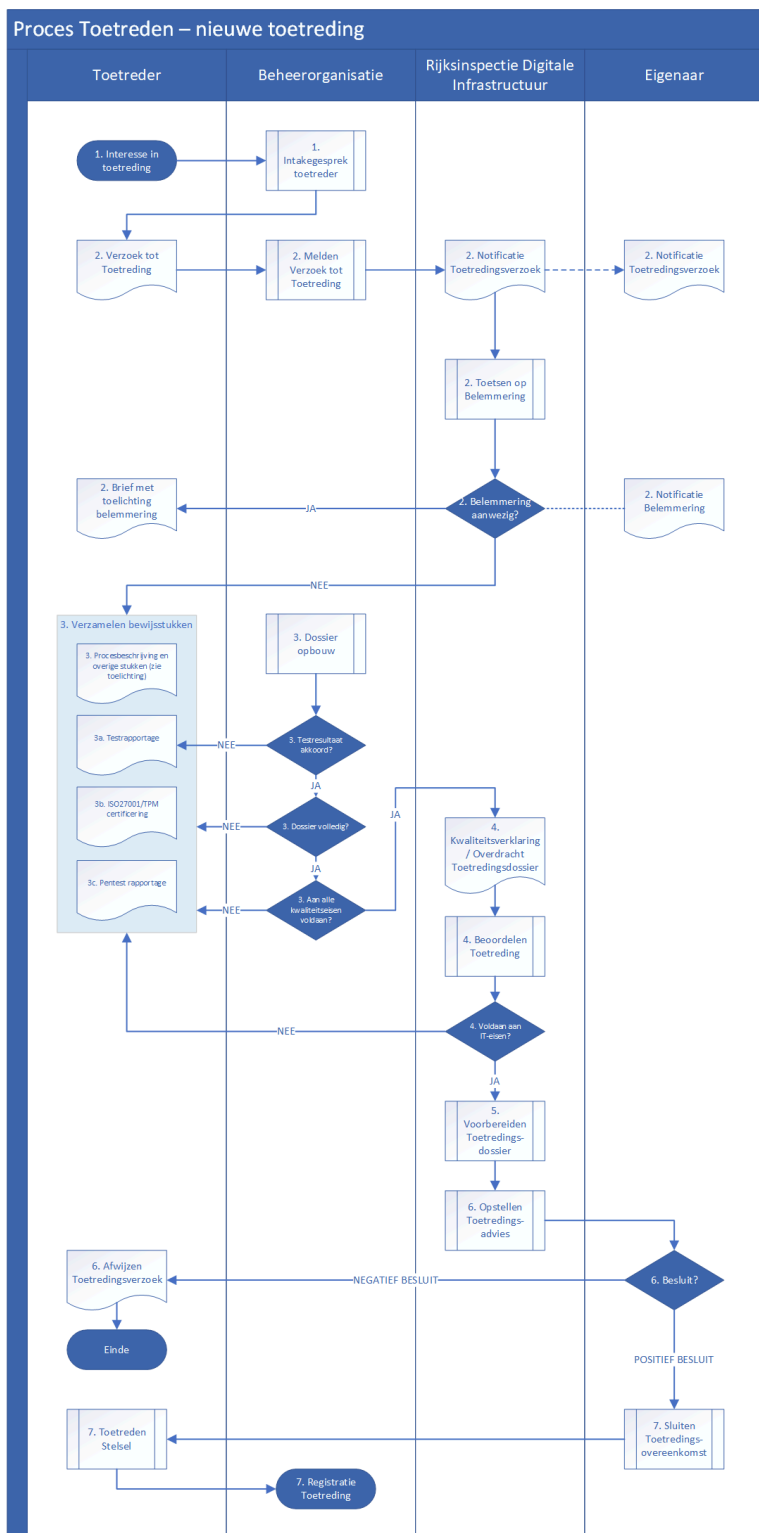 Proces Toetreden – nieuwe toetreding
Toetreder
Beheerorganisatie
Rijksinspectie Digitale
Infrastructuur
Eigenaar
1. Interesse in
toetreding
1.
Intakegesprek
toetreder
2. Verzoek tot
Toetreding
2. Melden
Verzoek tot
Toetreding
2. Notificatie
Toetredingsverzoek
2. Notificatie
Toetredingsverzoek
2. Toetsen op
Belemmering
2. Brief met
toelichting
belemmering
JA
2. Belemmering
aanwezig?
2. Notificatie
Belemmering
NEE
3. Verzamelen bewijsstukken
3. Procesbeschrijving en
overige stukken (zie
toelichting)
3. Dossier
opbouw
3a. Testrapportage
NEE
3. Testresultaat
akkoord?
JA
3b. ISO27001/TPM
certificering
NEE
3. Dossier volledig?
JA
JA
4.
Kwaliteitsverklaring
/ Overdracht
Toetredingsdossier
3c. Pentest rapportage
NEE
3. Aan alle
kwaliteitseisen
voldaan?
4. Beoordelen
Toetreding
NEE
4. Voldaan aan
IT-eisen?
JA
5.
Voorbereiden
Toetredings-
dossier
6. Opstellen
Toetredings-
advies
6. Afwijzen
Toetredingsverzoek
NEGATIEF BESLUIT
6. Besluit?
Einde
POSITIEF BESLUIT
7. Toetreden
Stelsel
7. Sluiten
Toetredings-
overeenkomst
7. Registratie
Toetreding